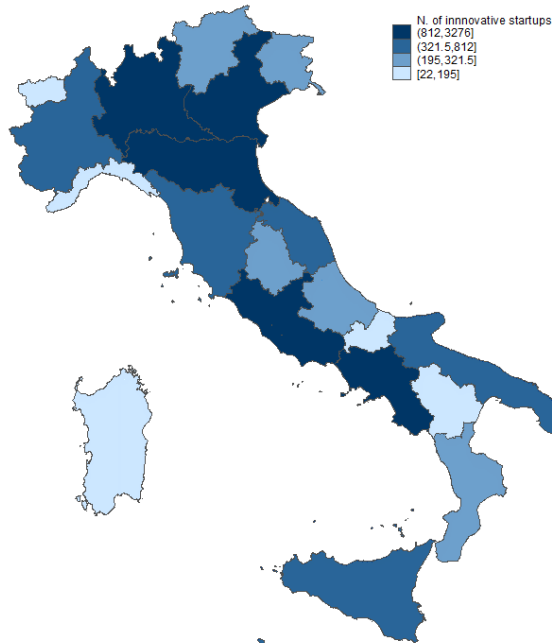 N. of innnovative startups
(812,3276]
(321.5,812]
(195,321.5]
[22,195]